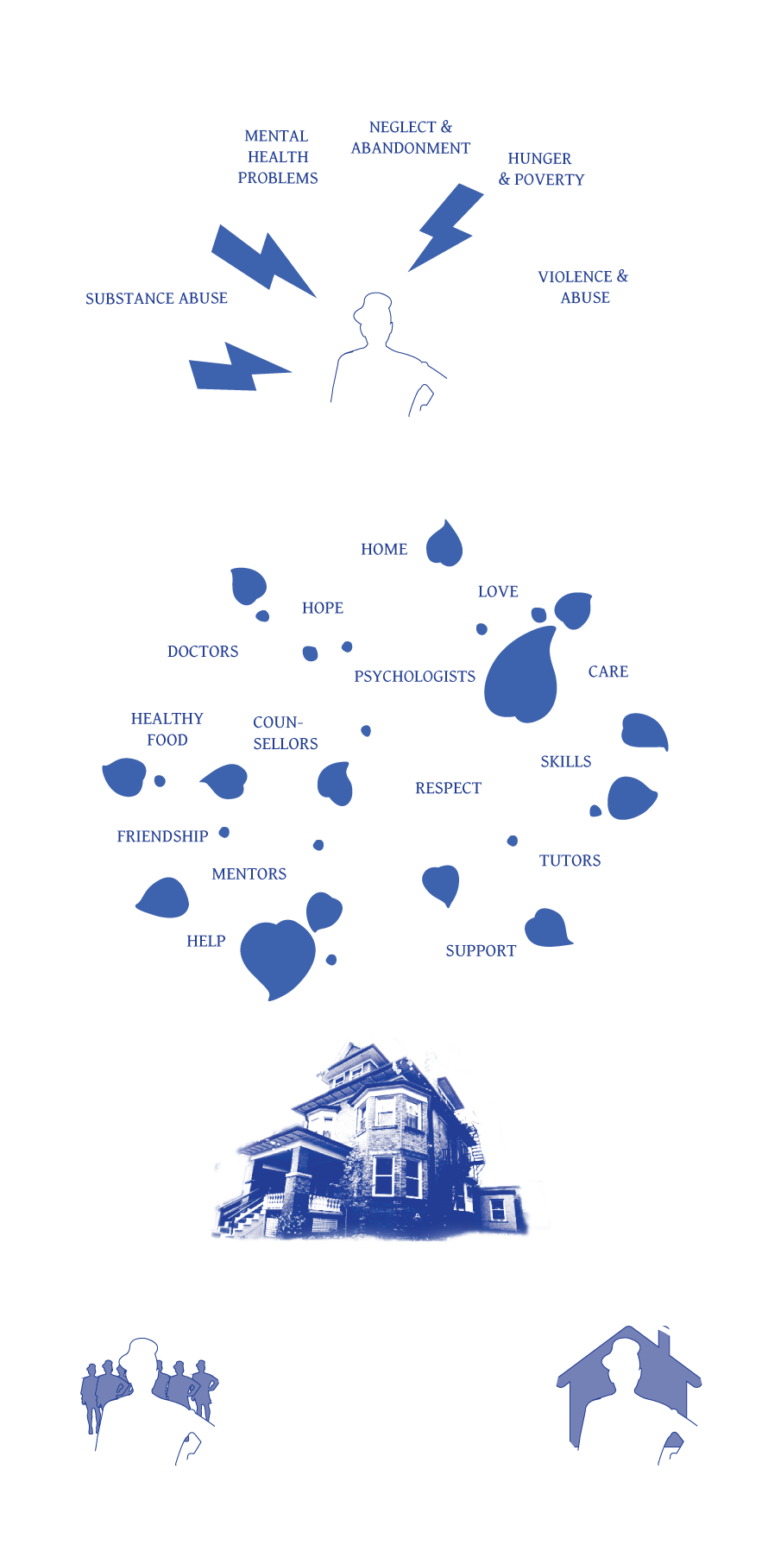 NEGLECT &
ABANDONMENT
MENTAL
HEALTH
PROBLEMS
HUNGER
& POVERTY
VIOLENCE &
ABUSE
SUBSTANCE ABUSE
HOME
LOVE
HOPE
DOCTORS
CARE
PSYCHOLOGISTS
HEALTHY
FOOD
COUN-
SELLORS
SKILLS
RESPECT
FRIENDSHIP
TUTORS
MENTORS
HELP
SUPPORT